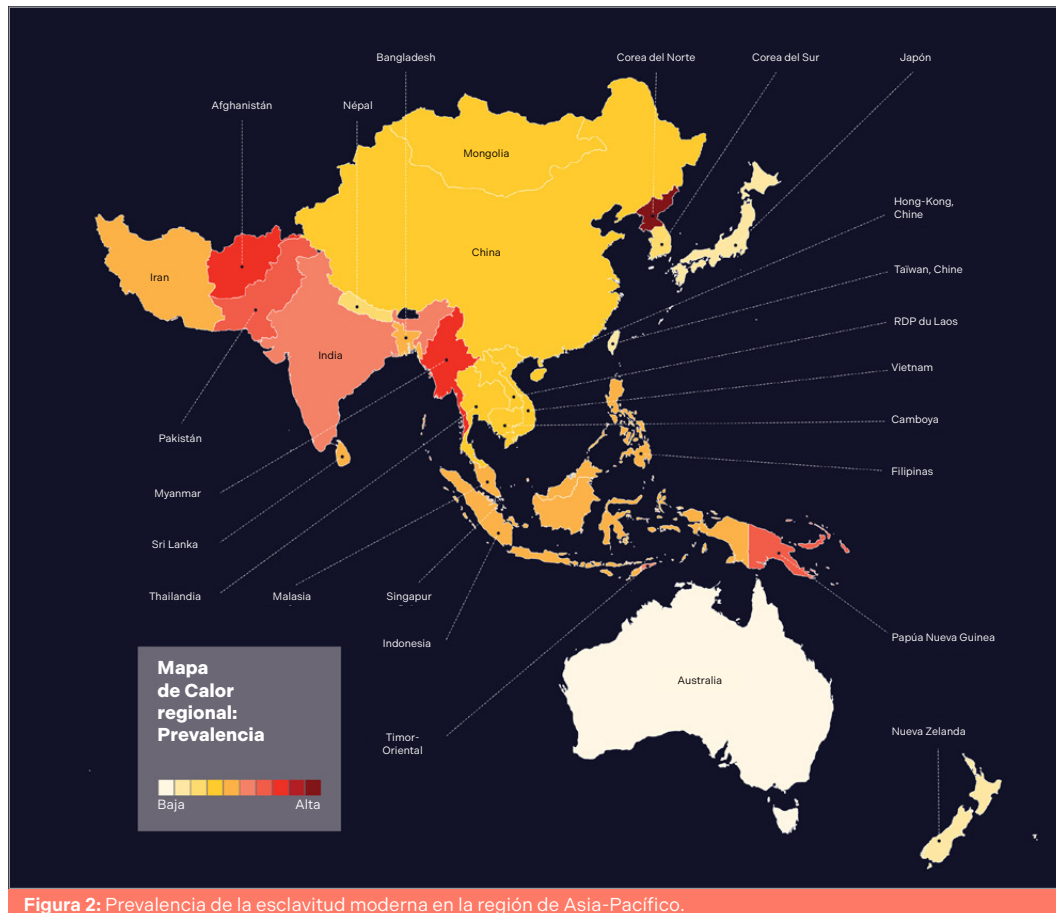 Bangladesh
Corea del Norte
Corea del Sur
Japón
Afghanistán
Népal
Mongolia
Hong-Kong,
Chine
China
Taïwan, Chine
Iran
RDP du Laos
India
Vietnam
Camboya
Pakistán
Filipinas
Myanmar
Sri Lanka
Thailandia
Malasia
Singapur
Indonesia
Papúa Nueva Guinea
Australia
Timor-
Oriental
Nueva Zelanda
Mapa
de Calor
regional:
Prevalencia
Baja
Alta
Figura 2: Prevalencia de la esclavitud moderna en la región de Asia-Pacífico.